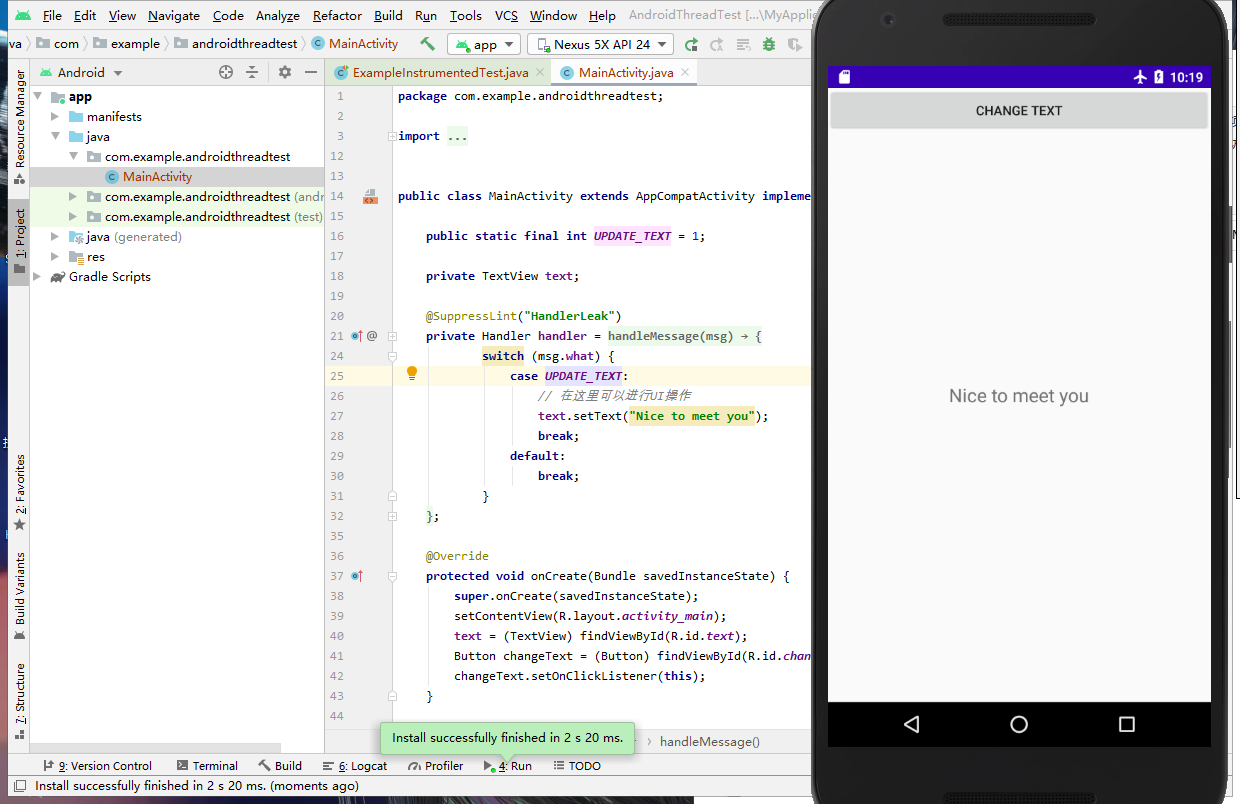 File Edit View Navigate Code Analyze Refactor Build Run Tools VCS Window Help AndroidThreadTest [...\MyApplic
va com example androidthreadtest MainActivity app Nexus 5X API 24
Android
ExampleInstrumentedTest.java MainActivity.java
Resource Manager
1: Project
2: Favorites
Build Variants
7: Structure
app
manifests
java
com.example.androidthreadtest
MainActivity
com.example.androidthreadtest (andr
com.example.androidthreadtest (test)
java (generated)
res
Gradle Scripts
1 package com.example.androidthreadtest;
2
3 import ...
12
13
14 public class MainActivity extends AppCompatActivity impleme
15
16 public static final int UPDATE_TEXT = 1;
17
18 private TextView text;
19
20 @SuppressLint("HandlerLeak")
21 @ private Handler handler = handleMessage(msg) → {
24 switch (msg.what) {
25 case UPDATE_TEXT:
26 // 在这里可以进行UI操作
27 text.setText("Nice to meet you");
28 break;
29 default:
30 break;
31 }
32 };
35
36 @Override
37 protected void onCreate(Bundle savedInstanceState) {
38 super.onCreate(savedInstanceState);
39 setContentView(R.layout.activity_main);
40 text = (TextView) findViewById(R.id.text);
41 Button changeText = (Button) findViewById(R.id.chan
42 changeText.setOnClickListener(this);
43 }
44
Install successfully finished in 2 s 20 ms.
handleMessage()
9: Version Control Terminal Build 6: Logcat Profiler 4: Run TODO
Install successfully finished in 2 s 20 ms. (moments ago)
10:19
CHANGE TEXT
Nice to meet you